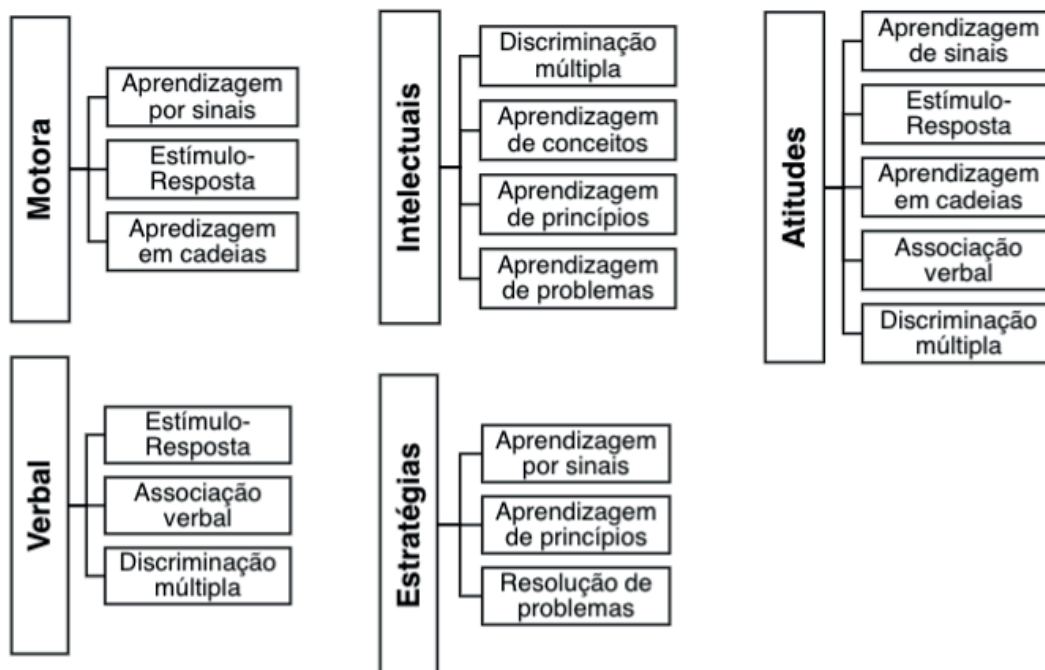 Motora
Aprendizagem
por sinais
Estímulo-
Resposta
Apredizagem
em cadeias
Intelectuais
Discriminação
múltipla
Aprendizagem
de conceitos
Aprendizagem
de princípios
Aprendizagem
de problemas
Atitudes
Aprendizagem
de sinais
Estímulo-
Resposta
Aprendizagem
em cadeias
Associação
verbal
Discriminação
múltipla
Verbal
Estímulo-
Resposta
Associação
verbal
Discriminação
múltipla
Estratégias
Aprendizagem
por sinais
Aprendizagem
de princípios
Resolução de
problemas